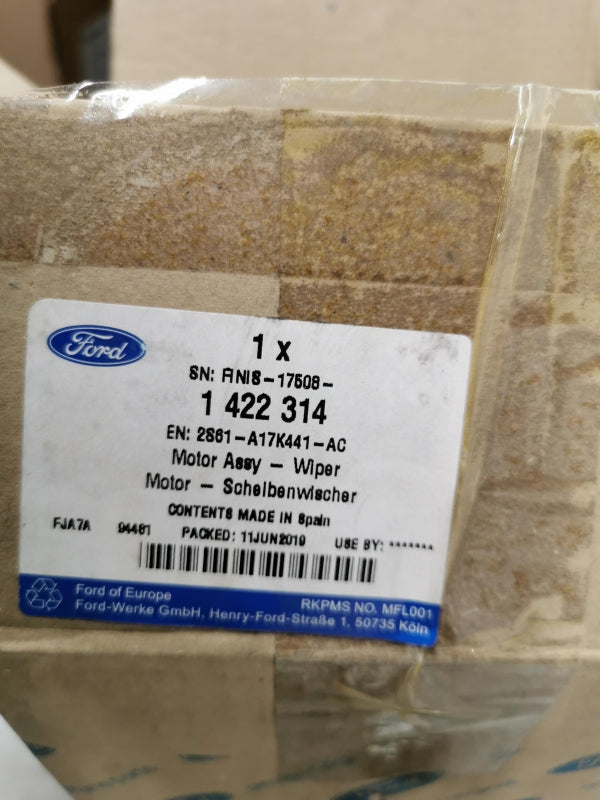 Ford
1 x
SN: FINIS-17508-
1 422 314
EN: 2S61-A17K441-AC
Motor Assy - Wiper
Motor - Scheibenwischer
CONTENTS MADE IN Spain
FJA7A 94481 PACKED: 11JUN2019 USE BY: *******
Ford of Europe
RKPMS NO. MFL001
Ford-Werke GmbH, Henry-Ford-Straße 1, 50735 Köln